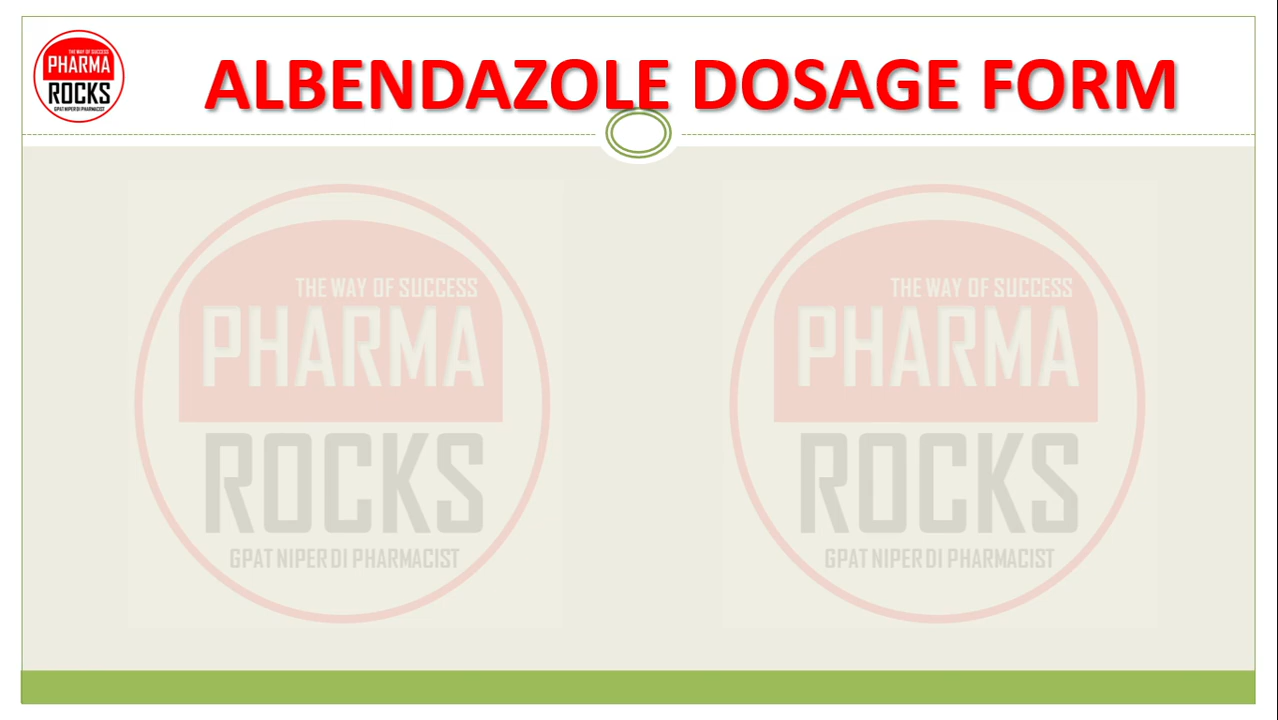 THE WAY OF SUCCESS
PHARMA
ROCKS
GPAT NIPER DI PHARMACIST
ALBENDAZOLE DOSAGE FORM
THE WAY OF SUCCESS
PHARMA
ROCKS
GPAT NIPER DI PHARMACIST
THE WAY OF SUCCESS
PHARMA
ROCKS
GPAT NIPER DI PHARMACIST